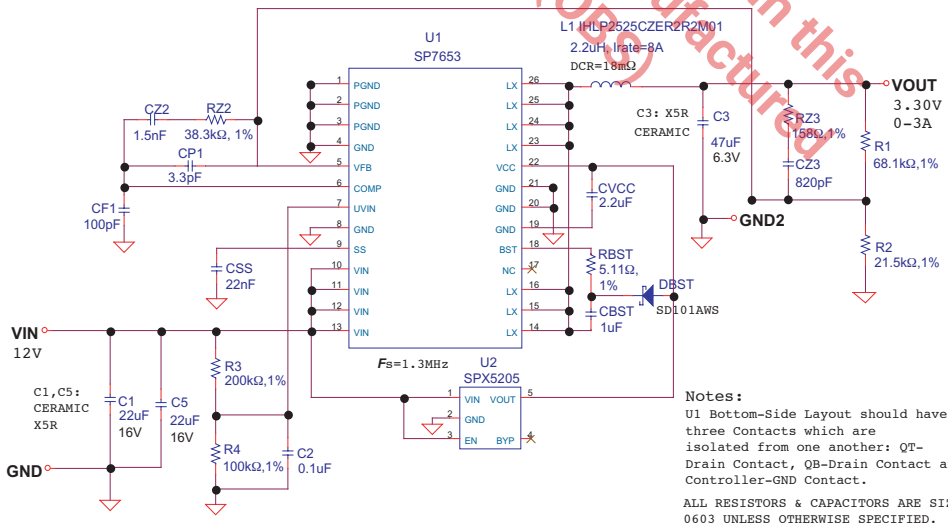 in this
(OBS)
ufactured
L1 IHLP2525CZER2R2M01
2.2uH, Irate=8A
DCR=18mΩ
U1
SP7653
1 PGND
2 PGND
3 PGND
4 GND
5 VFB
6 COMP
7 UVIN
8 GND
9 SS
10 VIN
11 VIN
12 VIN
13 VIN
LX 26
LX 25
LX 24
LX 23
VCC 22
GND 21
GND 20
GND 19
BST 18
NC 17
LX 16
LX 15
LX 14
CZ2
1.5nF
RZ2
38.3kΩ, 1%
CP1
3.3pF
CF1
100pF
CSS
22nF
VOUT
3.30V
0-3A
C3: X5R
CERAMIC
C3
47uF
6.3V
RZ3
158Ω,1%
CZ3
820pF
R1
68.1kΩ,1%
GND2
R2
21.5kΩ,1%
CVCC
2.2uF
RBST
5.11Ω,
1%
DBST
SD101AWS
CBST
1uF
VIN
12V
Fs=1.3MHz
U2
SPX5205
1 VIN
2 GND
3 EN
VOUT 5
BYP 4
C1,C5:
CERAMIC
X5R
C1
22uF
16V
C5
22uF
16V
R3
200kΩ,1%
R4
100kΩ,1%
C2
0.1uF
GND
Notes:
U1 Bottom-Side Layout should have
three Contacts which are
isolated from one another: QT-
Drain Contact, QB-Drain Contact a
Controller-GND Contact.
ALL RESISTORS & CAPACITORS ARE SIZ
0603 UNLESS OTHERWISE SPECIFIED.